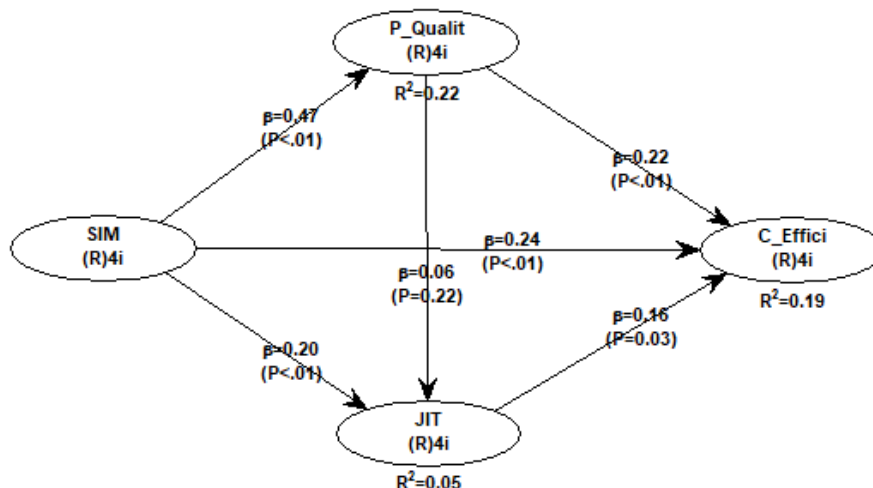 P_Qualit
(R)4i
R²=0.22
β=0.47
(P<.01)
β=0.22
(P<.01)
SIM
(R)4i
β=0.24
(P<.01)
C_Effici
(R)4i
R²=0.19
β=0.06
(P=0.22)
β=0.16
(P=0.03)
β=0.20
(P<.01)
JIT
(R)4i
R²=0.05